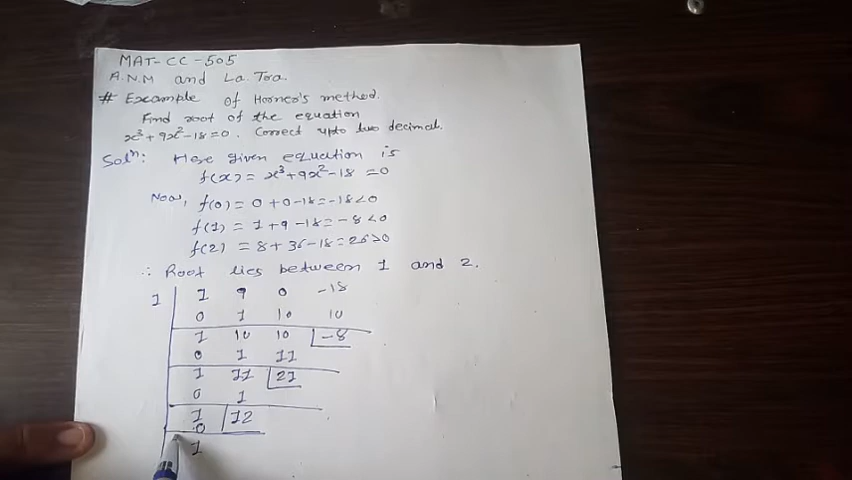 MAT-CC-505
A.N.M and La. Tra.
# Example of Horner's method.
Find root of the equation
x³+9x²-18=0. Correct upto two decimal.
Solⁿ: Here given equation is
f(x)= x³+9x²-18 =0
Now, f(0) = 0+0-18=-18<0
f(1) = 1+9-18=-8<0
f(2) = 8+36-18=26>0
∴ Root lies between 1 and 2.
1 | 1 9 0 -18
0 1 10 10
1 10 10 |-8
0 1 11
1 11 |21
0 1
1 |12
0
1